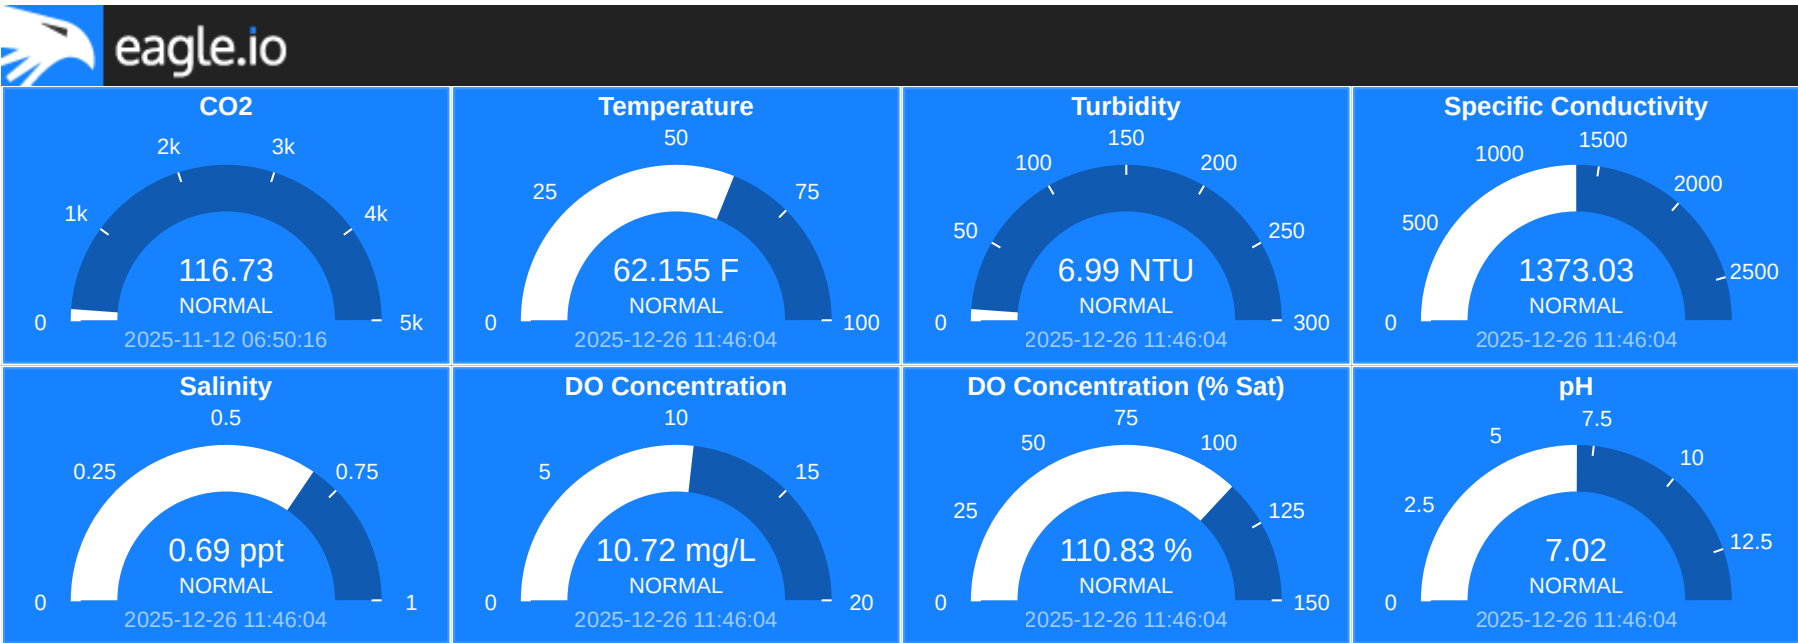 eagle.io
CO2
2k 3k
1k 4k
116.73
NORMAL
0 5k
2025-11-12 06:50:16
Temperature
50
25 75
62.155 F
NORMAL
0 100
2025-12-26 11:46:04
Turbidity
150
100 200
50 250
6.99 NTU
NORMAL
0 300
2025-12-26 11:46:04
Specific Conductivity
1000 1500
2000
500
2500
1373.03
NORMAL
0
2025-12-26 11:46:04
Salinity
0.5
0.25 0.75
0.69 ppt
NORMAL
0 1
2025-12-26 11:46:04
DO Concentration
10
5 15
10.72 mg/L
NORMAL
0 20
2025-12-26 11:46:04
DO Concentration (% Sat)
75
50 100
25 125
110.83 %
NORMAL
0 150
2025-12-26 11:46:04
pH
5 7.5
10
2.5
12.5
7.02
NORMAL
0
2025-12-26 11:46:04